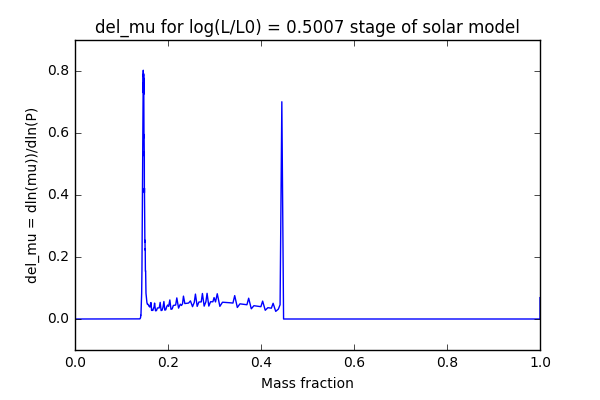 del_mu for log(L/L0) = 0.5007 stage of solar model
del_mu = dln(mu))/dln(P)
0.8
0.6
0.4
0.2
0.0
0.0 0.2 0.4 0.6 0.8 1.0
Mass fraction